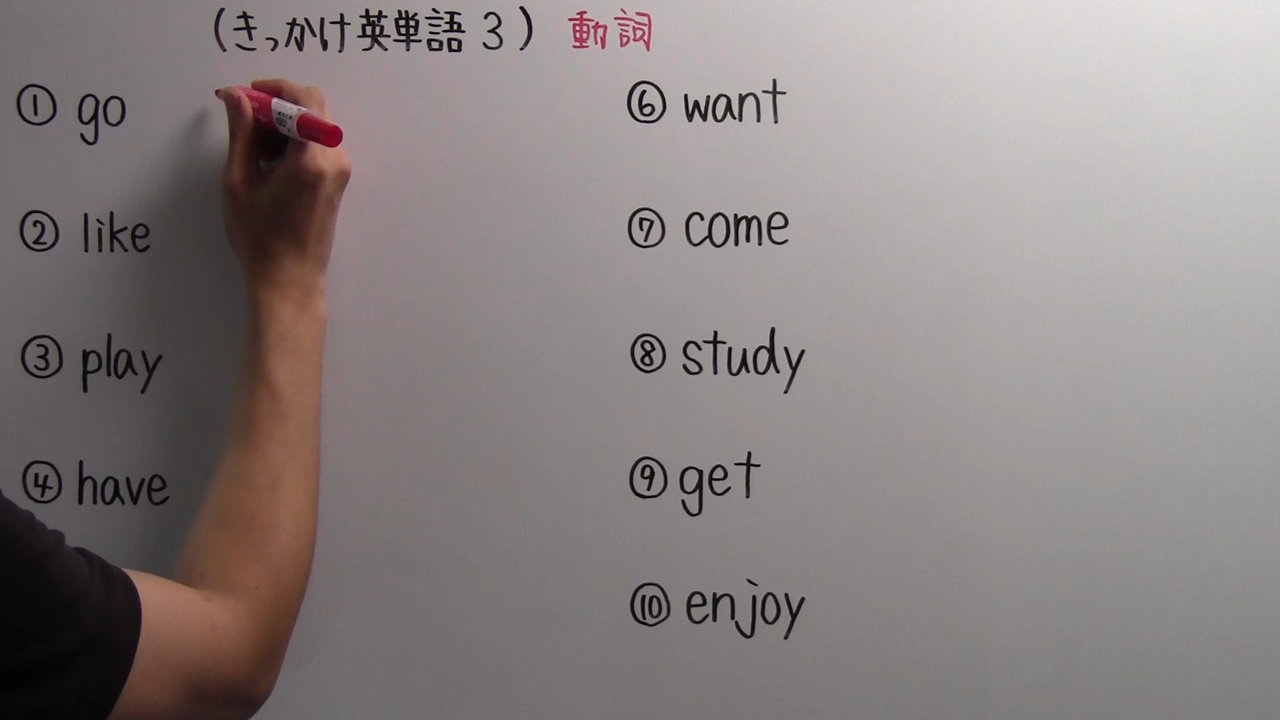 (きっかけ英単語3) 動詞
① go
② like
③ play
④ have
⑥ want
⑦ come
⑧ study
⑨ get
⑩ enjoy